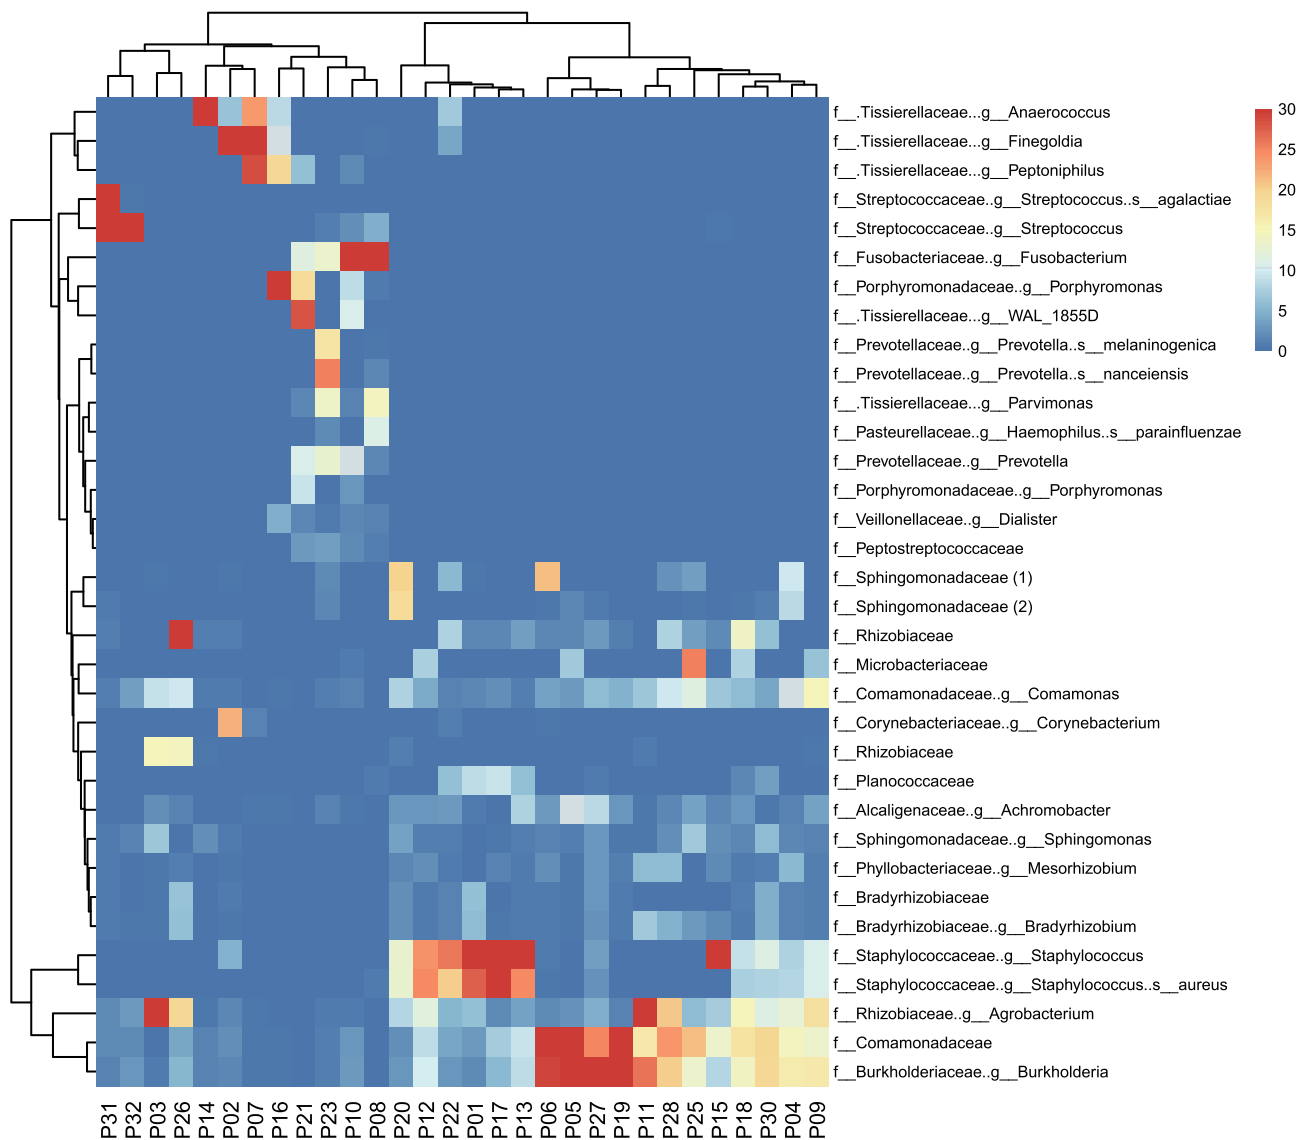 f__.Tissierellaceae...g__Anaerococcus
f__.Tissierellaceae...g__Finegoldia
f__.Tissierellaceae...g__Peptoniphilus
f__Streptococcaceae..g__Streptococcus..s__agalactiae
f__Streptococcaceae..g__Streptococcus
f__Fusobacteriaceae..g__Fusobacterium
f__Porphyromonadaceae..g__Porphyromonas
f__.Tissierellaceae...g__WAL_1855D
f__Prevotellaceae..g__Prevotella..s__melaninogenica
f__Prevotellaceae..g__Prevotella..s__nanceiensis
f__.Tissierellaceae...g__Parvimonas
f__Pasteurellaceae..g__Haemophilus..s__parainfluenzae
f__Prevotellaceae..g__Prevotella
f__Porphyromonadaceae..g__Porphyromonas
f__Veillonellaceae..g__Dialister
f__Peptostreptococcaceae
f__Sphingomonadaceae (1)
f__Sphingomonadaceae (2)
f__Rhizobiaceae
f__Microbacteriaceae
f__Comamonadaceae..g__Comamonas
f__Corynebacteriaceae..g__Corynebacterium
f__Rhizobiaceae
f__Planococcaceae
f__Alcaligenaceae..g__Achromobacter
f__Sphingomonadaceae..g__Sphingomonas
f__Phyllobacteriaceae..g__Mesorhizobium
f__Bradyrhizobiaceae
f__Bradyrhizobiaceae..g__Bradyrhizobium
f__Staphylococcaceae..g__Staphylococcus
f__Staphylococcaceae..g__Staphylococcus..s__aureus
f__Rhizobiaceae..g__Agrobacterium
f__Comamonadaceae
f__Burkholderiaceae..g__Burkholderia
30
25
20
15
10
5
0
P31
P32
P03
P26
P14
P02
P07
P16
P21
P23
P10
P08
P20
P12
P22
P01
P17
P13
P06
P05
P27
P19
P11
P28
P25
P15
P18
P30
P04
P09